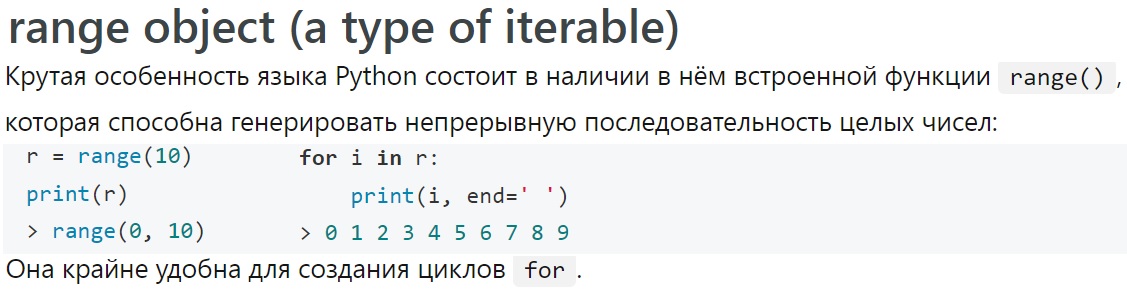 range object (a type of iterable)
Крутая особенность языка Python состоит в наличии в нём встроенной функции range(),
которая способна генерировать непрерывную последовательность целых чисел:
r = range(10)
print(r)
> range(0, 10)
for i in r:
    print(i, end=' ')
> 0 1 2 3 4 5 6 7 8 9
Она крайне удобна для создания циклов for.